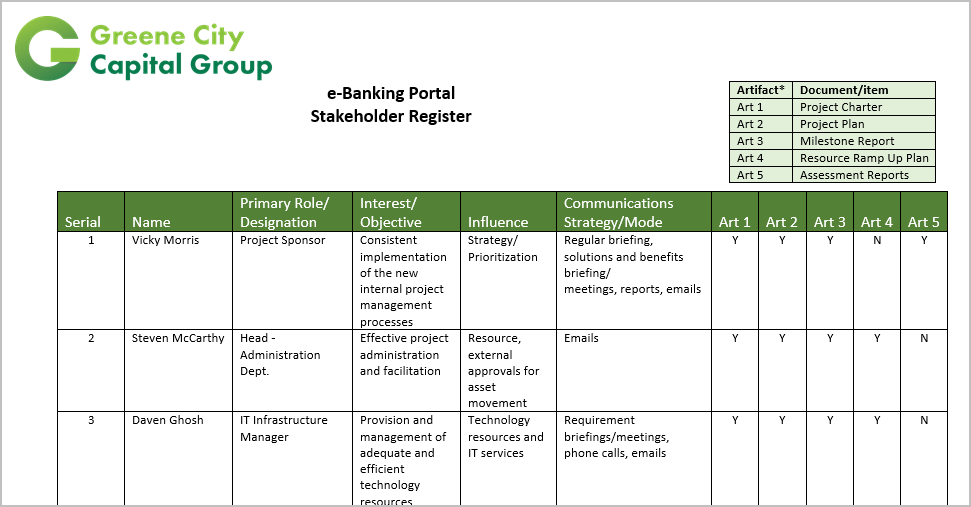 Greene City
Capital Group
e-Banking Portal
Stakeholder Register
Artifact* Document/item
Art 1 Project Charter
Art 2 Project Plan
Art 3 Milestone Report
Art 4 Resource Ramp Up Plan
Art 5 Assessment Reports
Serial Name Primary Role/ Designation Interest/ Objective Influence Communications Strategy/Mode Art 1 Art 2 Art 3 Art 4 Art 5
1 Vicky Morris Project Sponsor Consistent Strategy/ Regular briefing, Y Y Y N Y
implementation Prioritization solutions and benefits
of the new briefing/
internal project meetings, reports, emails
management
processes
2 Steven McCarthy Head - Effective project Resource, Emails Y Y Y Y N
Administration administration external
Dept. and facilitation approvals for
asset
movement
3 Daven Ghosh IT Infrastructure Provision and Technology Requirement Y Y Y Y N
Manager management of resources and briefings/meetings,
adequate and IT services phone calls, emails
efficient
technology
resources